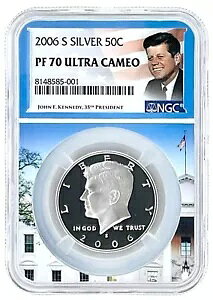 2006 S SILVER 50C
PF 70 ULTRA CAMEO
8148585-001
NGC
JOHN F. KENNEDY, 35TH PRESIDENT
LIBERTY
IN GOD WE TRUST
S
2006